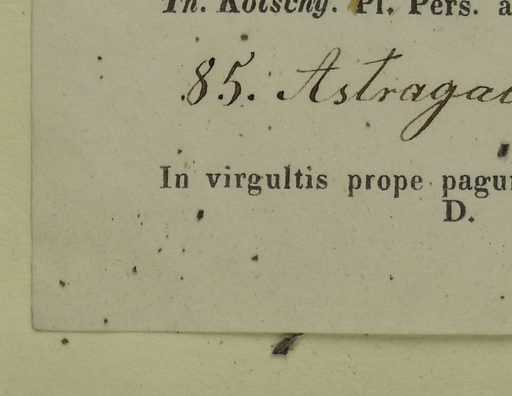 Th. Kotschy. Pl. Pers. a
85. Astragal
In virgultis prope pagu
D.